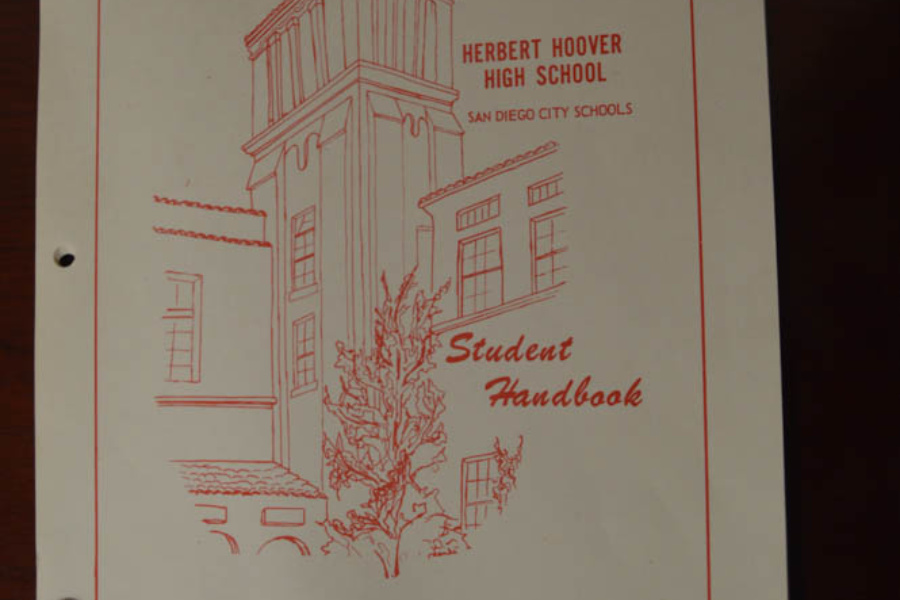 HERBERT HOOVER
HIGH SCHOOL
SAN DIEGO CITY SCHOOLS
Student
Handbook